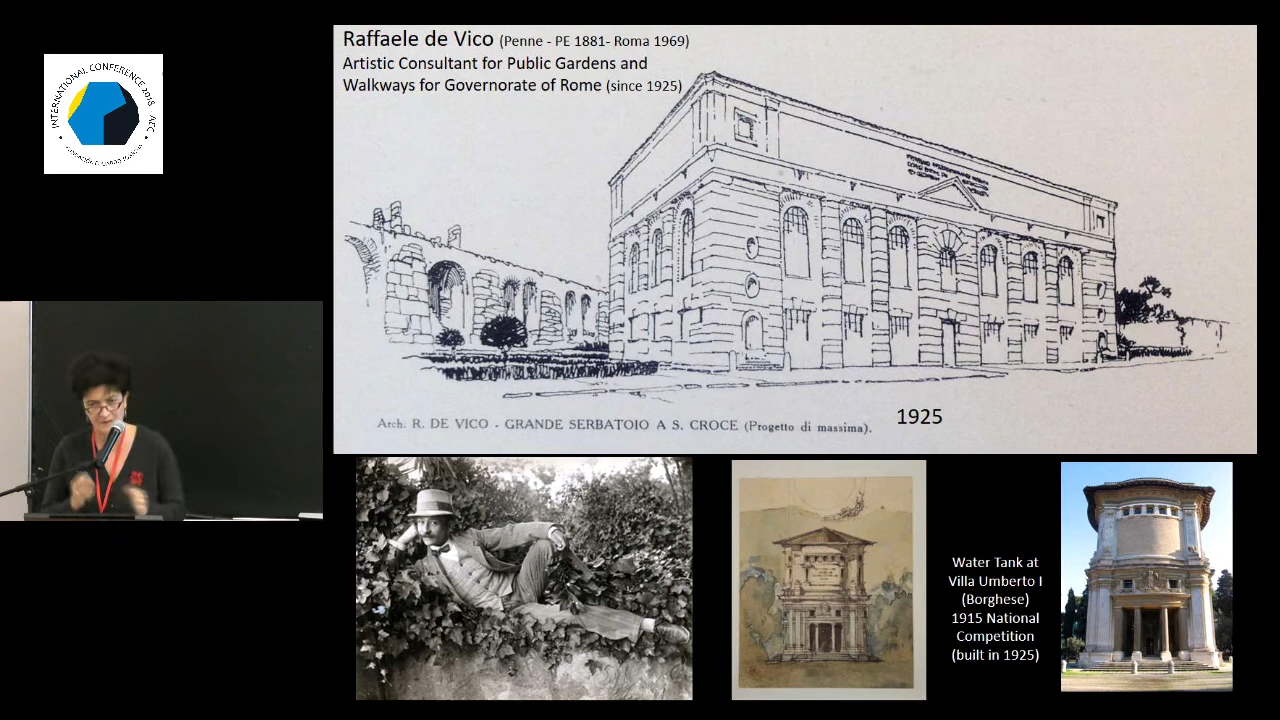 INTERNATIONAL CONFERENCE 2018 AEC
Raffaele de Vico (Penne - PE 1881- Roma 1969)
Artistic Consultant for Public Gardens and
Walkways for Governorate of Rome (since 1925)
1925
Arch. R. DE VICO - GRANDE SERBATOIO A S. CROCE (Progetto di massima).
Water Tank at
Villa Umberto I
(Borghese)
1915 National
Competition
(built in 1925)